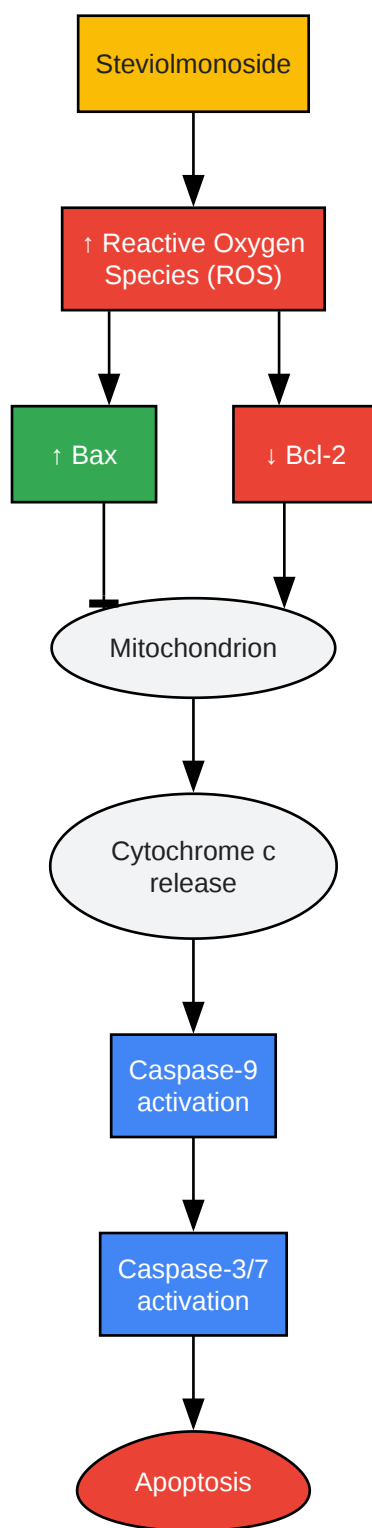 Steviolmonoside
↑ Reactive Oxygen
Species (ROS)
↑ Bax
↓ Bcl-2
Mitochondrion
Cytochrome c
release
Caspase-9
activation
Caspase-3/7
activation
Apoptosis